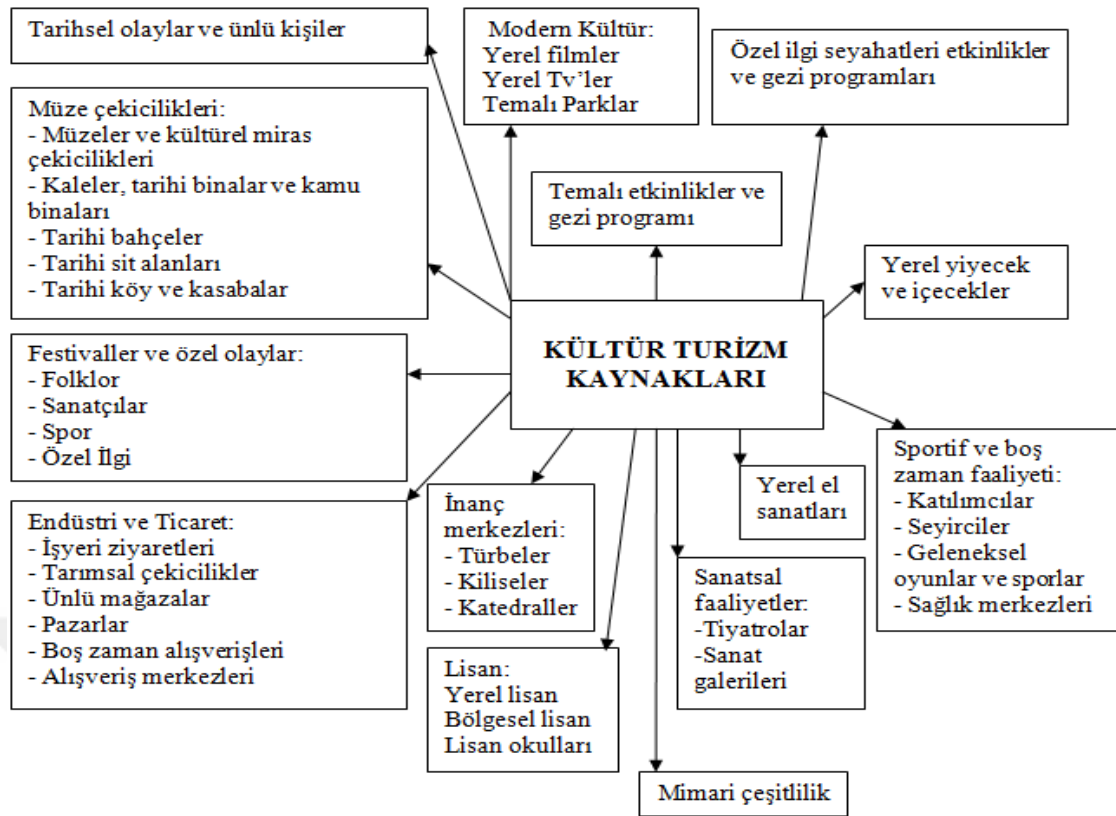 Tarihsel olaylar ve ünlü kişiler
Modern Kültür:
Yerel filmler
Yerel Tv’ler
Temalı Parklar
Özel ilgi seyahatleri etkinlikler
ve gezi programları
Müze çekicilikleri:
- Müzeler ve kültürel miras
çekicilikleri
- Kaleler, tarihi binalar ve kamu
binaları
- Tarihi bahçeler
- Tarihi sit alanları
- Tarihi köy ve kasabalar
Temalı etkinlikler ve
gezi programı
Yerel yiyecek
ve içecekler
KÜLTÜR TURİZM
KAYNAKLARI
Festivaller ve özel olaylar:
- Folklor
- Sanatçılar
- Spor
- Özel İlgi
Endüstri ve Ticaret:
- İşyeri ziyaretleri
- Tarımsal çekicilikler
- Ünlü mağazalar
- Pazarlar
- Boş zaman alışverişleri
- Alışveriş merkezleri
İnanç
merkezleri:
- Türbeler
- Kiliseler
- Katedraller
Lisan:
Yerel lisan
Bölgesel lisan
Lisan okulları
Sanatsal
faaliyetler:
-Tiyatrolar
-Sanat
galerileri
Yerel el
sanatları
Sportif ve boş
zaman faaliyeti:
- Katılımcılar
- Seyirciler
- Geleneksel
oyunlar ve sporlar
- Sağlık merkezleri
Mimari çeşitlilik